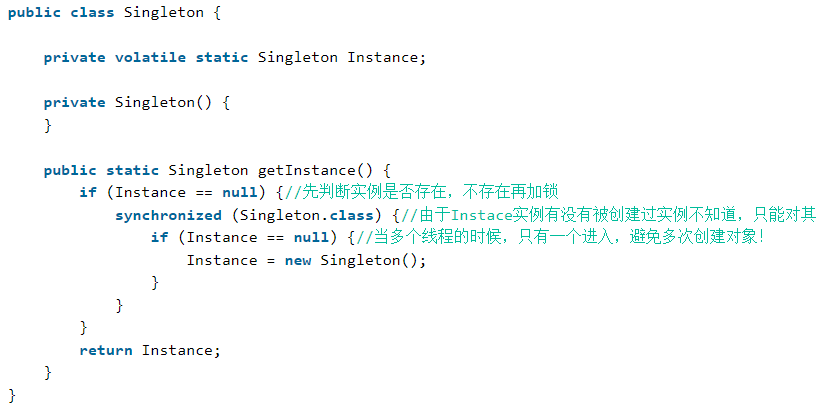 public class Singleton {
private volatile static Singleton Instance;
private Singleton() {
}
public static Singleton getInstance() {
if (Instance == null) {//先判断实例是否存在，不存在再加锁
synchronized (Singleton.class) {//由于Instace实例有没有被创建过实例不知道，只能对其
if (Instance == null) {//当多个线程的时候，只有一个进入，避免多次创建对象！
Instance = new Singleton();
}
}
}
return Instance;
}
}